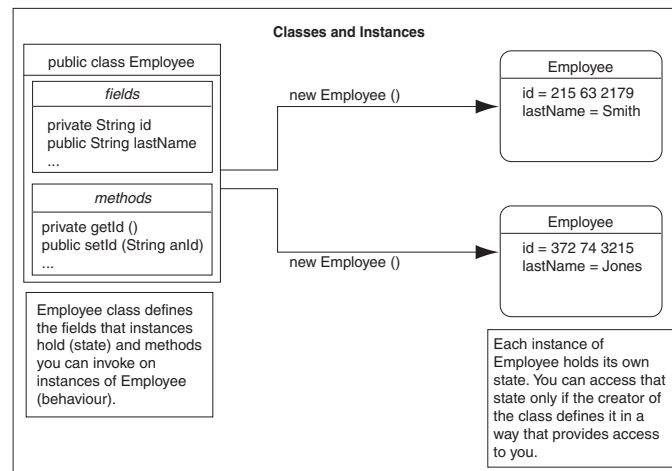 Classes and Instances
public class Employee
fields
private String id
public String lastName
...
methods
private getId ()
public setId (String anId)
...
Employee class defines
the fields that instances
hold (state) and methods
you can invoke on
instances of Employee
(behaviour).
new Employee ()
new Employee ()
Employee
id = 215 63 2179
lastName = Smith
Employee
id = 372 74 3215
lastName = Jones
Each instance of
Employee holds its own
state. You can access that
state only if the creator of
the class defines it in a
way that provides access
to you.